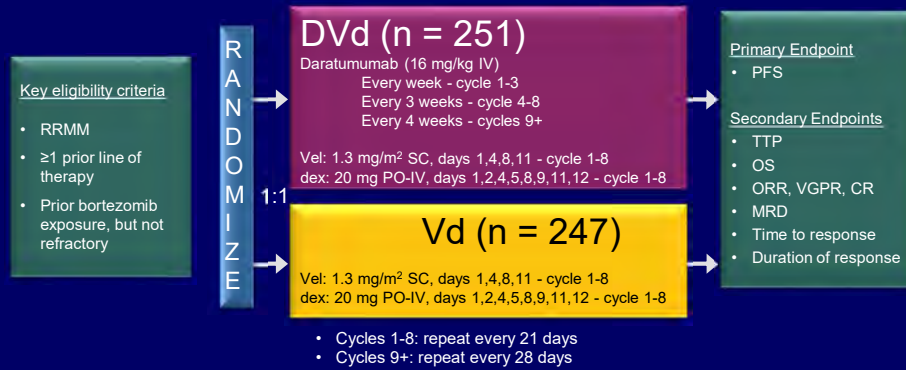 Key eligibility criteria
• RRMM
• ≥1 prior line of
therapy
• Prior bortezomib
exposure, but not
refractory
R
A
N
D
O
M
I
Z
E
1:1
DVd (n = 251)
Daratumumab (16 mg/kg IV)
Every week - cycle 1-3
Every 3 weeks - cycle 4-8
Every 4 weeks - cycles 9+
Vel: 1.3 mg/m² SC, days 1,4,8,11 - cycle 1-8
dex: 20 mg PO-IV, days 1,2,4,5,8,9,11,12 - cycle 1-8
Vd (n = 247)
Vel: 1.3 mg/m² SC, days 1,4,8,11 - cycle 1-8
dex: 20 mg PO-IV, days 1,2,4,5,8,9,11,12 - cycle 1-8
• Cycles 1-8: repeat every 21 days
• Cycles 9+: repeat every 28 days
Primary Endpoint
• PFS
Secondary Endpoints
• TTP
• OS
• ORR, VGPR, CR
• MRD
• Time to response
• Duration of response